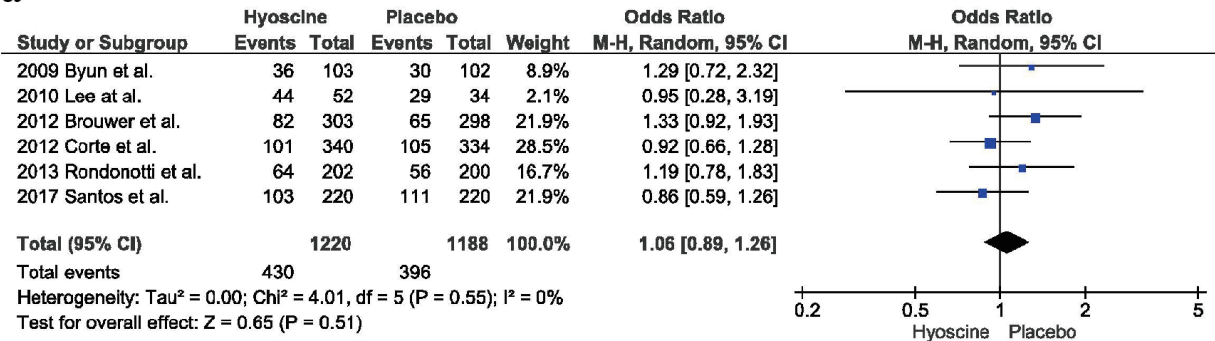 Hyoscine Placebo Odds Ratio Odds Ratio
Study or Subgroup Events Total Events Total Weight M-H, Random, 95% CI M-H, Random, 95% CI
2009 Byun et al. 36 103 30 102 8.9% 1.29 [0.72, 2.32]
2010 Lee at al. 44 52 29 34 2.1% 0.95 [0.28, 3.19]
2012 Brouwer et al. 82 303 65 298 21.9% 1.33 [0.92, 1.93]
2012 Corte et al. 101 340 105 334 28.5% 0.92 [0.66, 1.28]
2013 Rondonotti et al. 64 202 56 200 16.7% 1.19 [0.78, 1.83]
2017 Santos et al. 103 220 111 220 21.9% 0.86 [0.59, 1.26]
Total (95% CI) 1220 1188 100.0% 1.06 [0.89, 1.26]
Total events 430 396
Heterogeneity: Tau² = 0.00; Chi² = 4.01, df = 5 (P = 0.55); I² = 0%
Test for overall effect: Z = 0.65 (P = 0.51)
0.2 0.5 1 2 5
Hyoscine Placebo